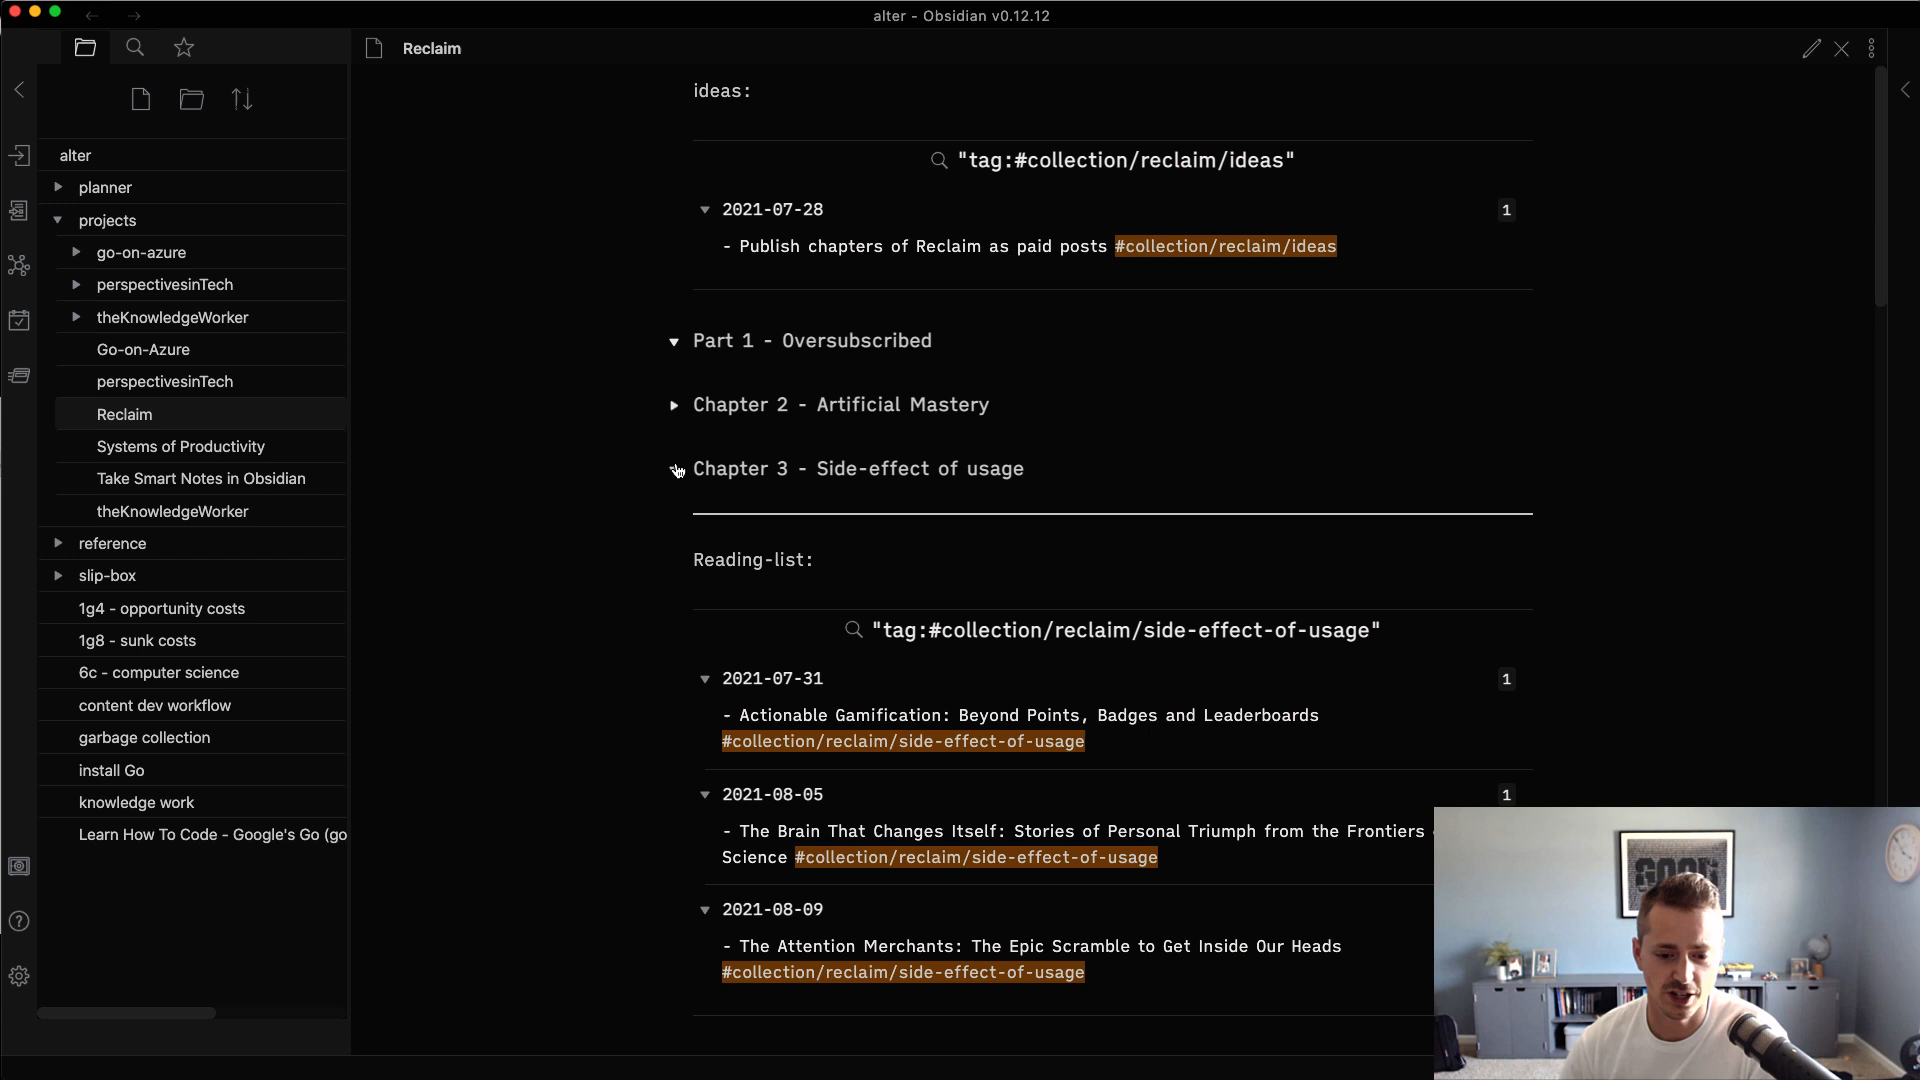 alter - Obsidian v0.12.12
Reclaim
alter
planner
projects
go-on-azure
perspectivesinTech
theKnowledgeWorker
Go-on-Azure
perspectivesinTech
Reclaim
Systems of Productivity
Take Smart Notes in Obsidian
theKnowledgeWorker
reference
slip-box
1g4 - opportunity costs
1g8 - sunk costs
6c - computer science
content dev workflow
garbage collection
install Go
knowledge work
Learn How To Code - Google's Go (go
ideas:
"tag:#collection/reclaim/ideas"
2021-07-28 1
- Publish chapters of Reclaim as paid posts #collection/reclaim/ideas
Part 1 - Oversubscribed
Chapter 2 - Artificial Mastery
Chapter 3 - Side-effect of usage
Reading-list:
"tag:#collection/reclaim/side-effect-of-usage"
2021-07-31 1
- Actionable Gamification: Beyond Points, Badges and Leaderboards
#collection/reclaim/side-effect-of-usage
2021-08-05 1
- The Brain That Changes Itself: Stories of Personal Triumph from the Frontiers
Science #collection/reclaim/side-effect-of-usage
2021-08-09
- The Attention Merchants: The Epic Scramble to Get Inside Our Heads
#collection/reclaim/side-effect-of-usage
GOOD